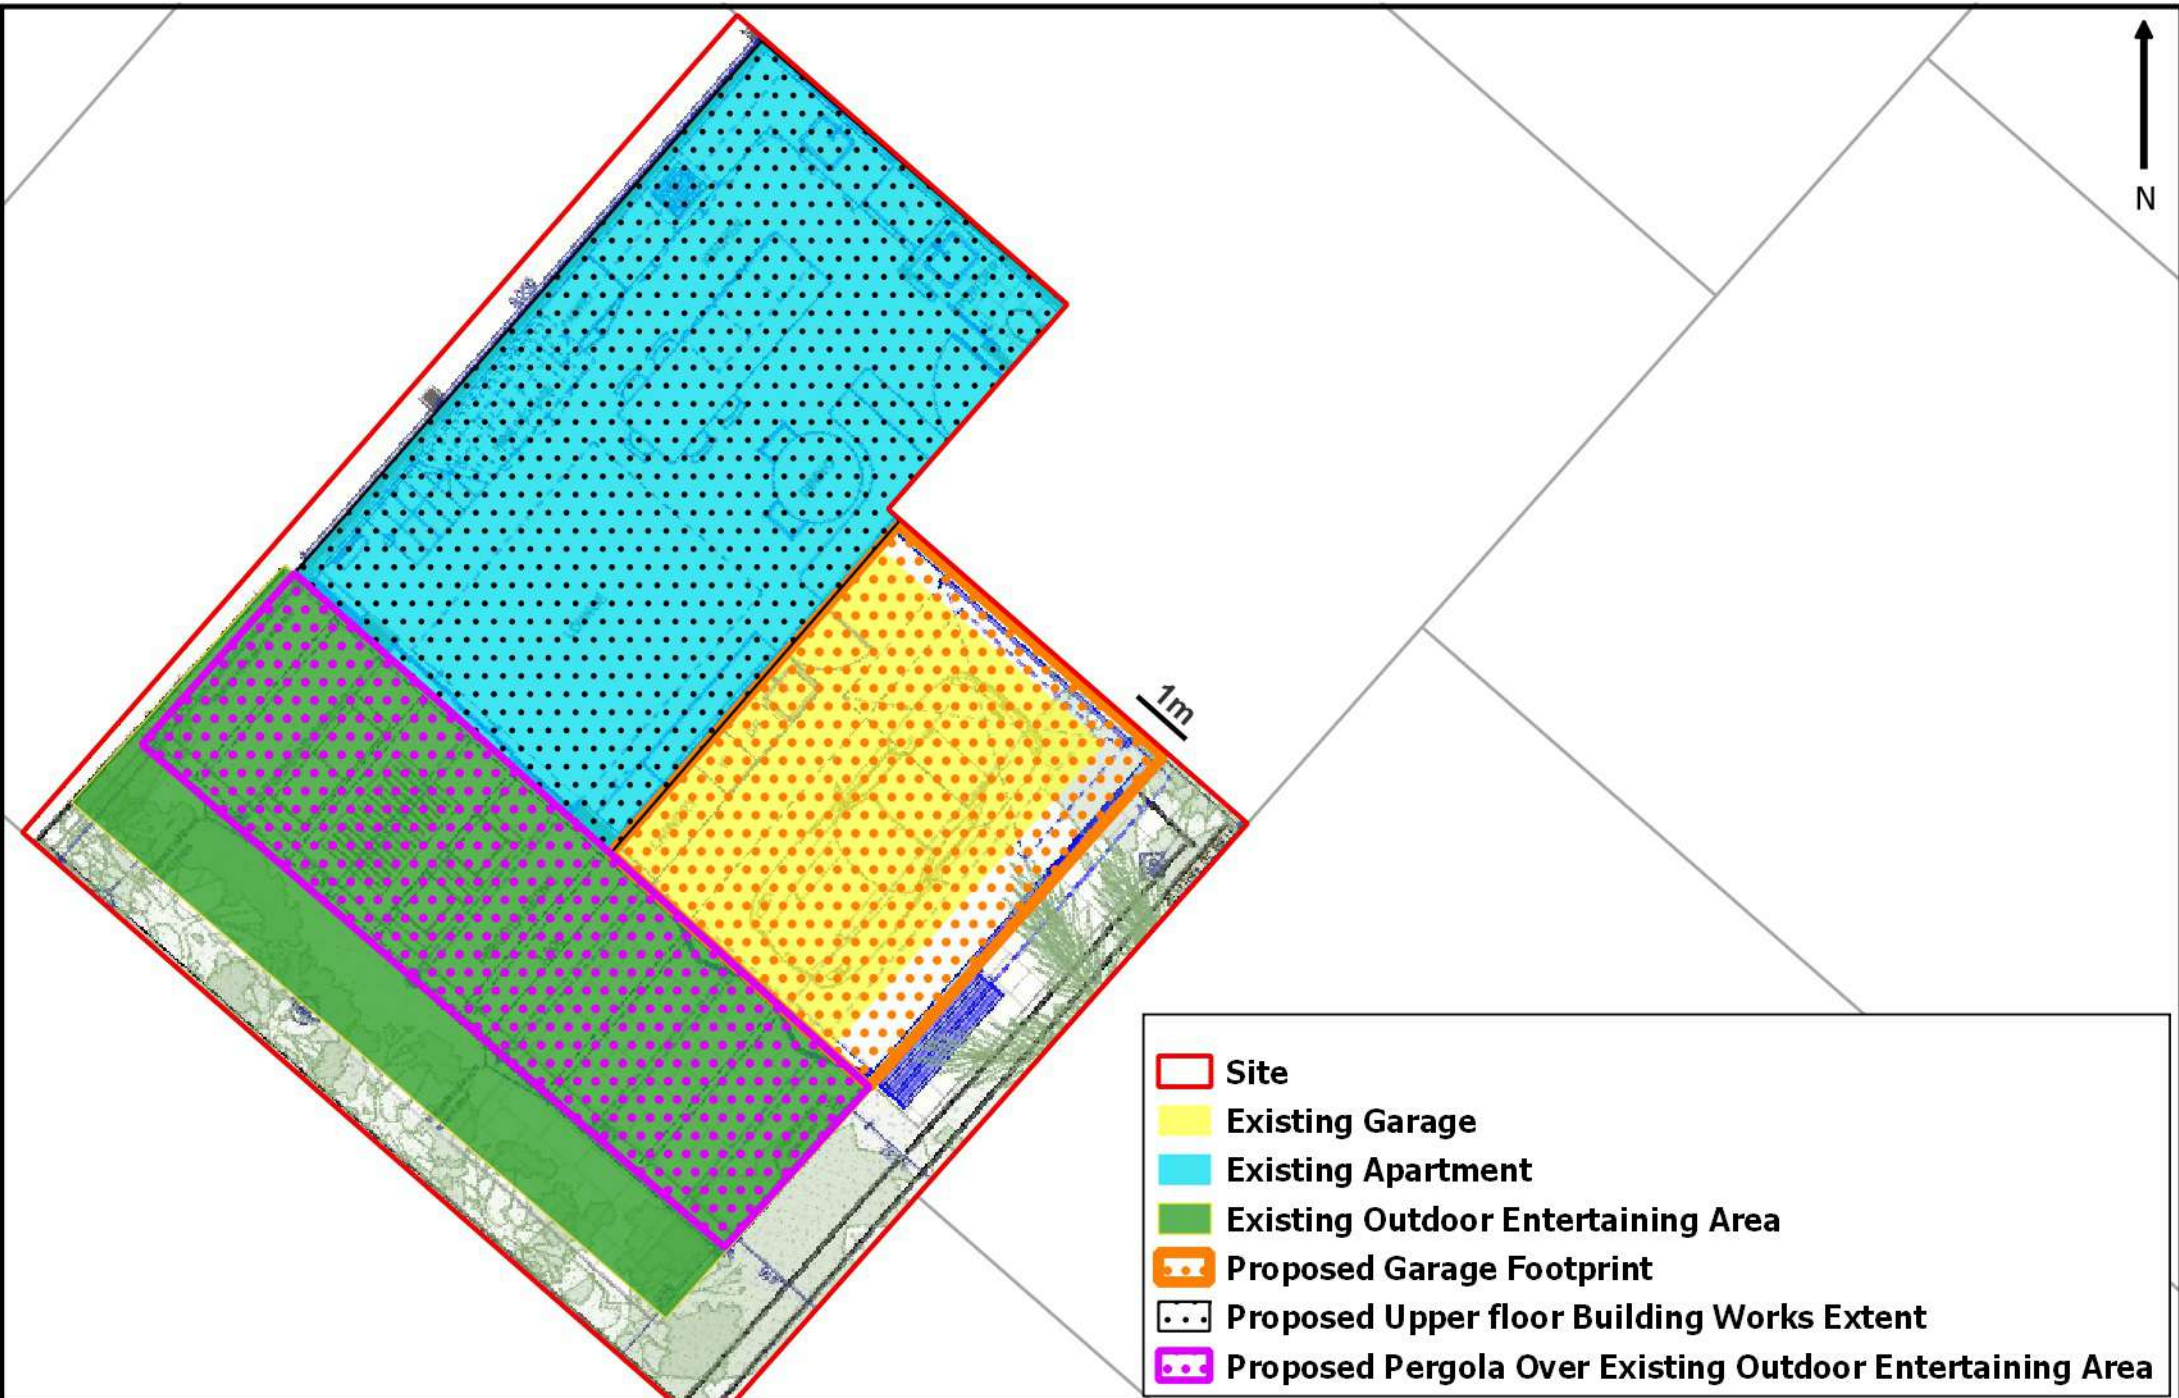 N
1m
Site
Existing Garage
Existing Apartment
Existing Outdoor Entertaining Area
Proposed Garage Footprint
Proposed Upper floor Building Works Extent
Proposed Pergola Over Existing Outdoor Entertaining Area